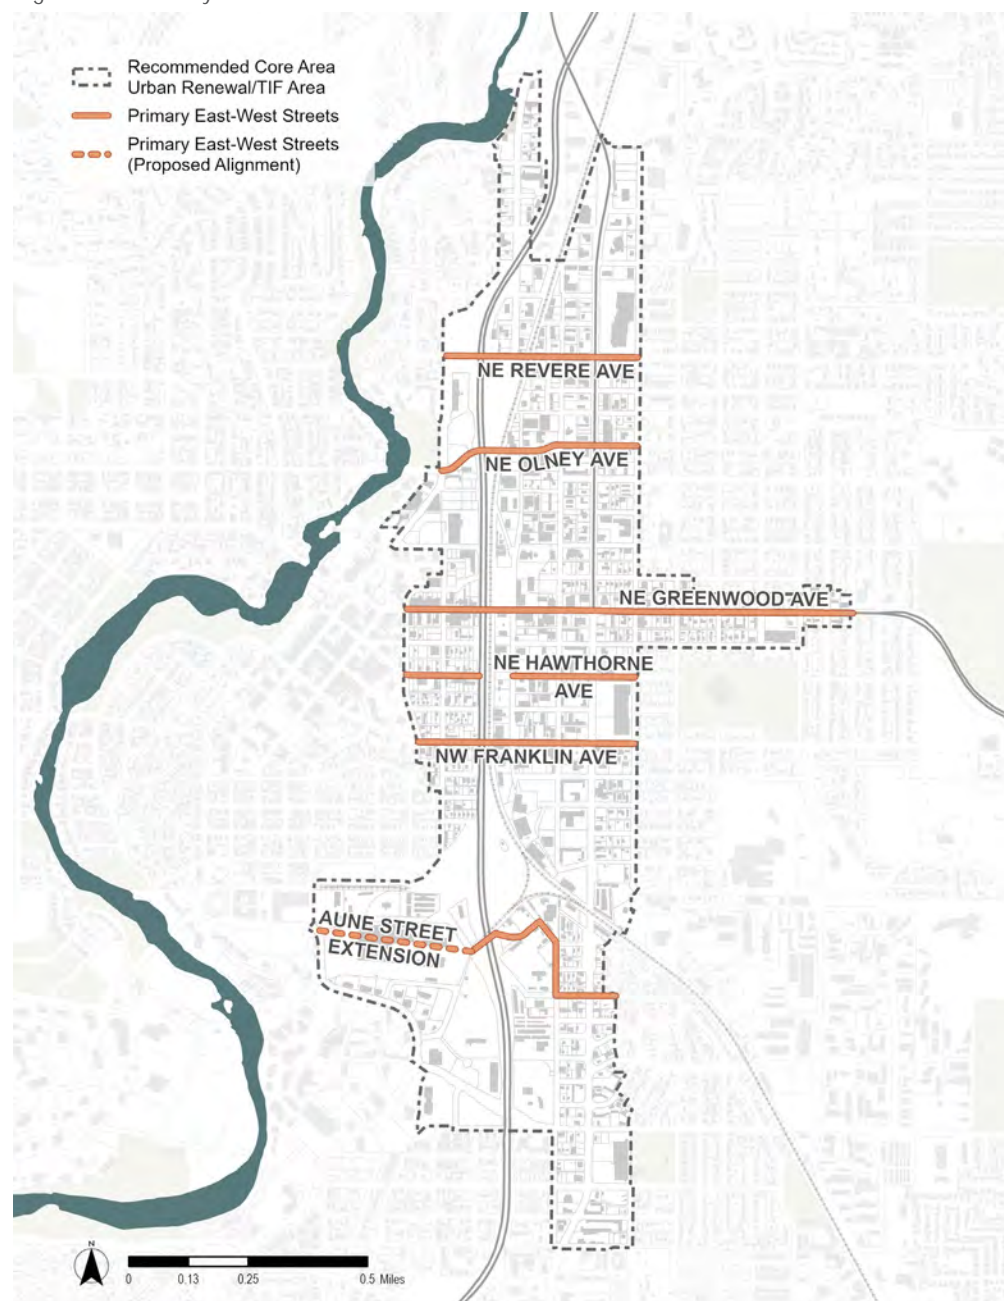 Recommended Core Area
Urban Renewal/TIF Area
Primary East-West Streets
Primary East-West Streets
(Proposed Alignment)
NE REVERE AVE
NE OLNEY AVE
NE GREENWOOD AVE
NE HAWTHORNE
AVE
NW FRANKLIN AVE
AUNE STREET
EXTENSION
N
0 0.13 0.25 0.5 Miles